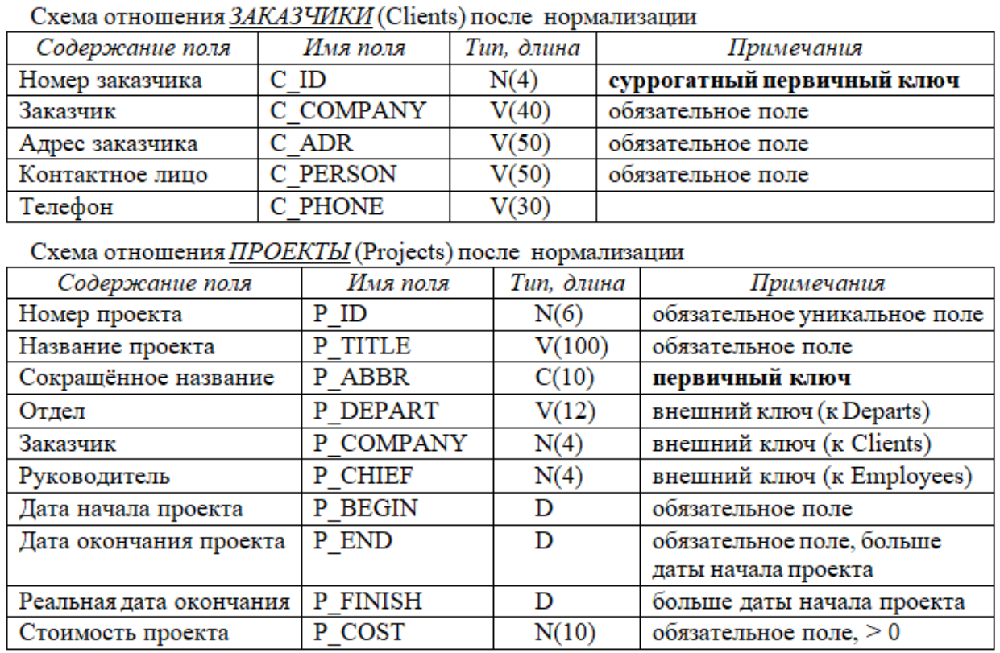 Схема отношения ЗАКАЗЧИКИ (Clients) после нормализации
Содержание поля Имя поля Тип, длина Примечания
Номер заказчика C_ID N(4) суррогатный первичный ключ
Заказчик C_COMPANY V(40) обязательное поле
Адрес заказчика C_ADR V(50) обязательное поле
Контактное лицо C_PERSON V(50) обязательное поле
Телефон C_PHONE V(30)
Схема отношения ПРОЕКТЫ (Projects) после нормализации
Содержание поля Имя поля Тип, длина Примечания
Номер проекта P_ID N(6) обязательное уникальное поле
Название проекта P_TITLE V(100) обязательное поле
Сокращённое название P_ABBR C(10) первичный ключ
Отдел P_DEPART V(12) внешний ключ (к Departs)
Заказчик P_COMPANY N(4) внешний ключ (к Clients)
Руководитель P_CHIEF N(4) внешний ключ (к Employees)
Дата начала проекта P_BEGIN D обязательное поле
Дата окончания проекта P_END D обязательное поле, больше
даты начала проекта
Реальная дата окончания P_FINISH D больше даты начала проекта
Стоимость проекта P_COST N(10) обязательное поле, > 0